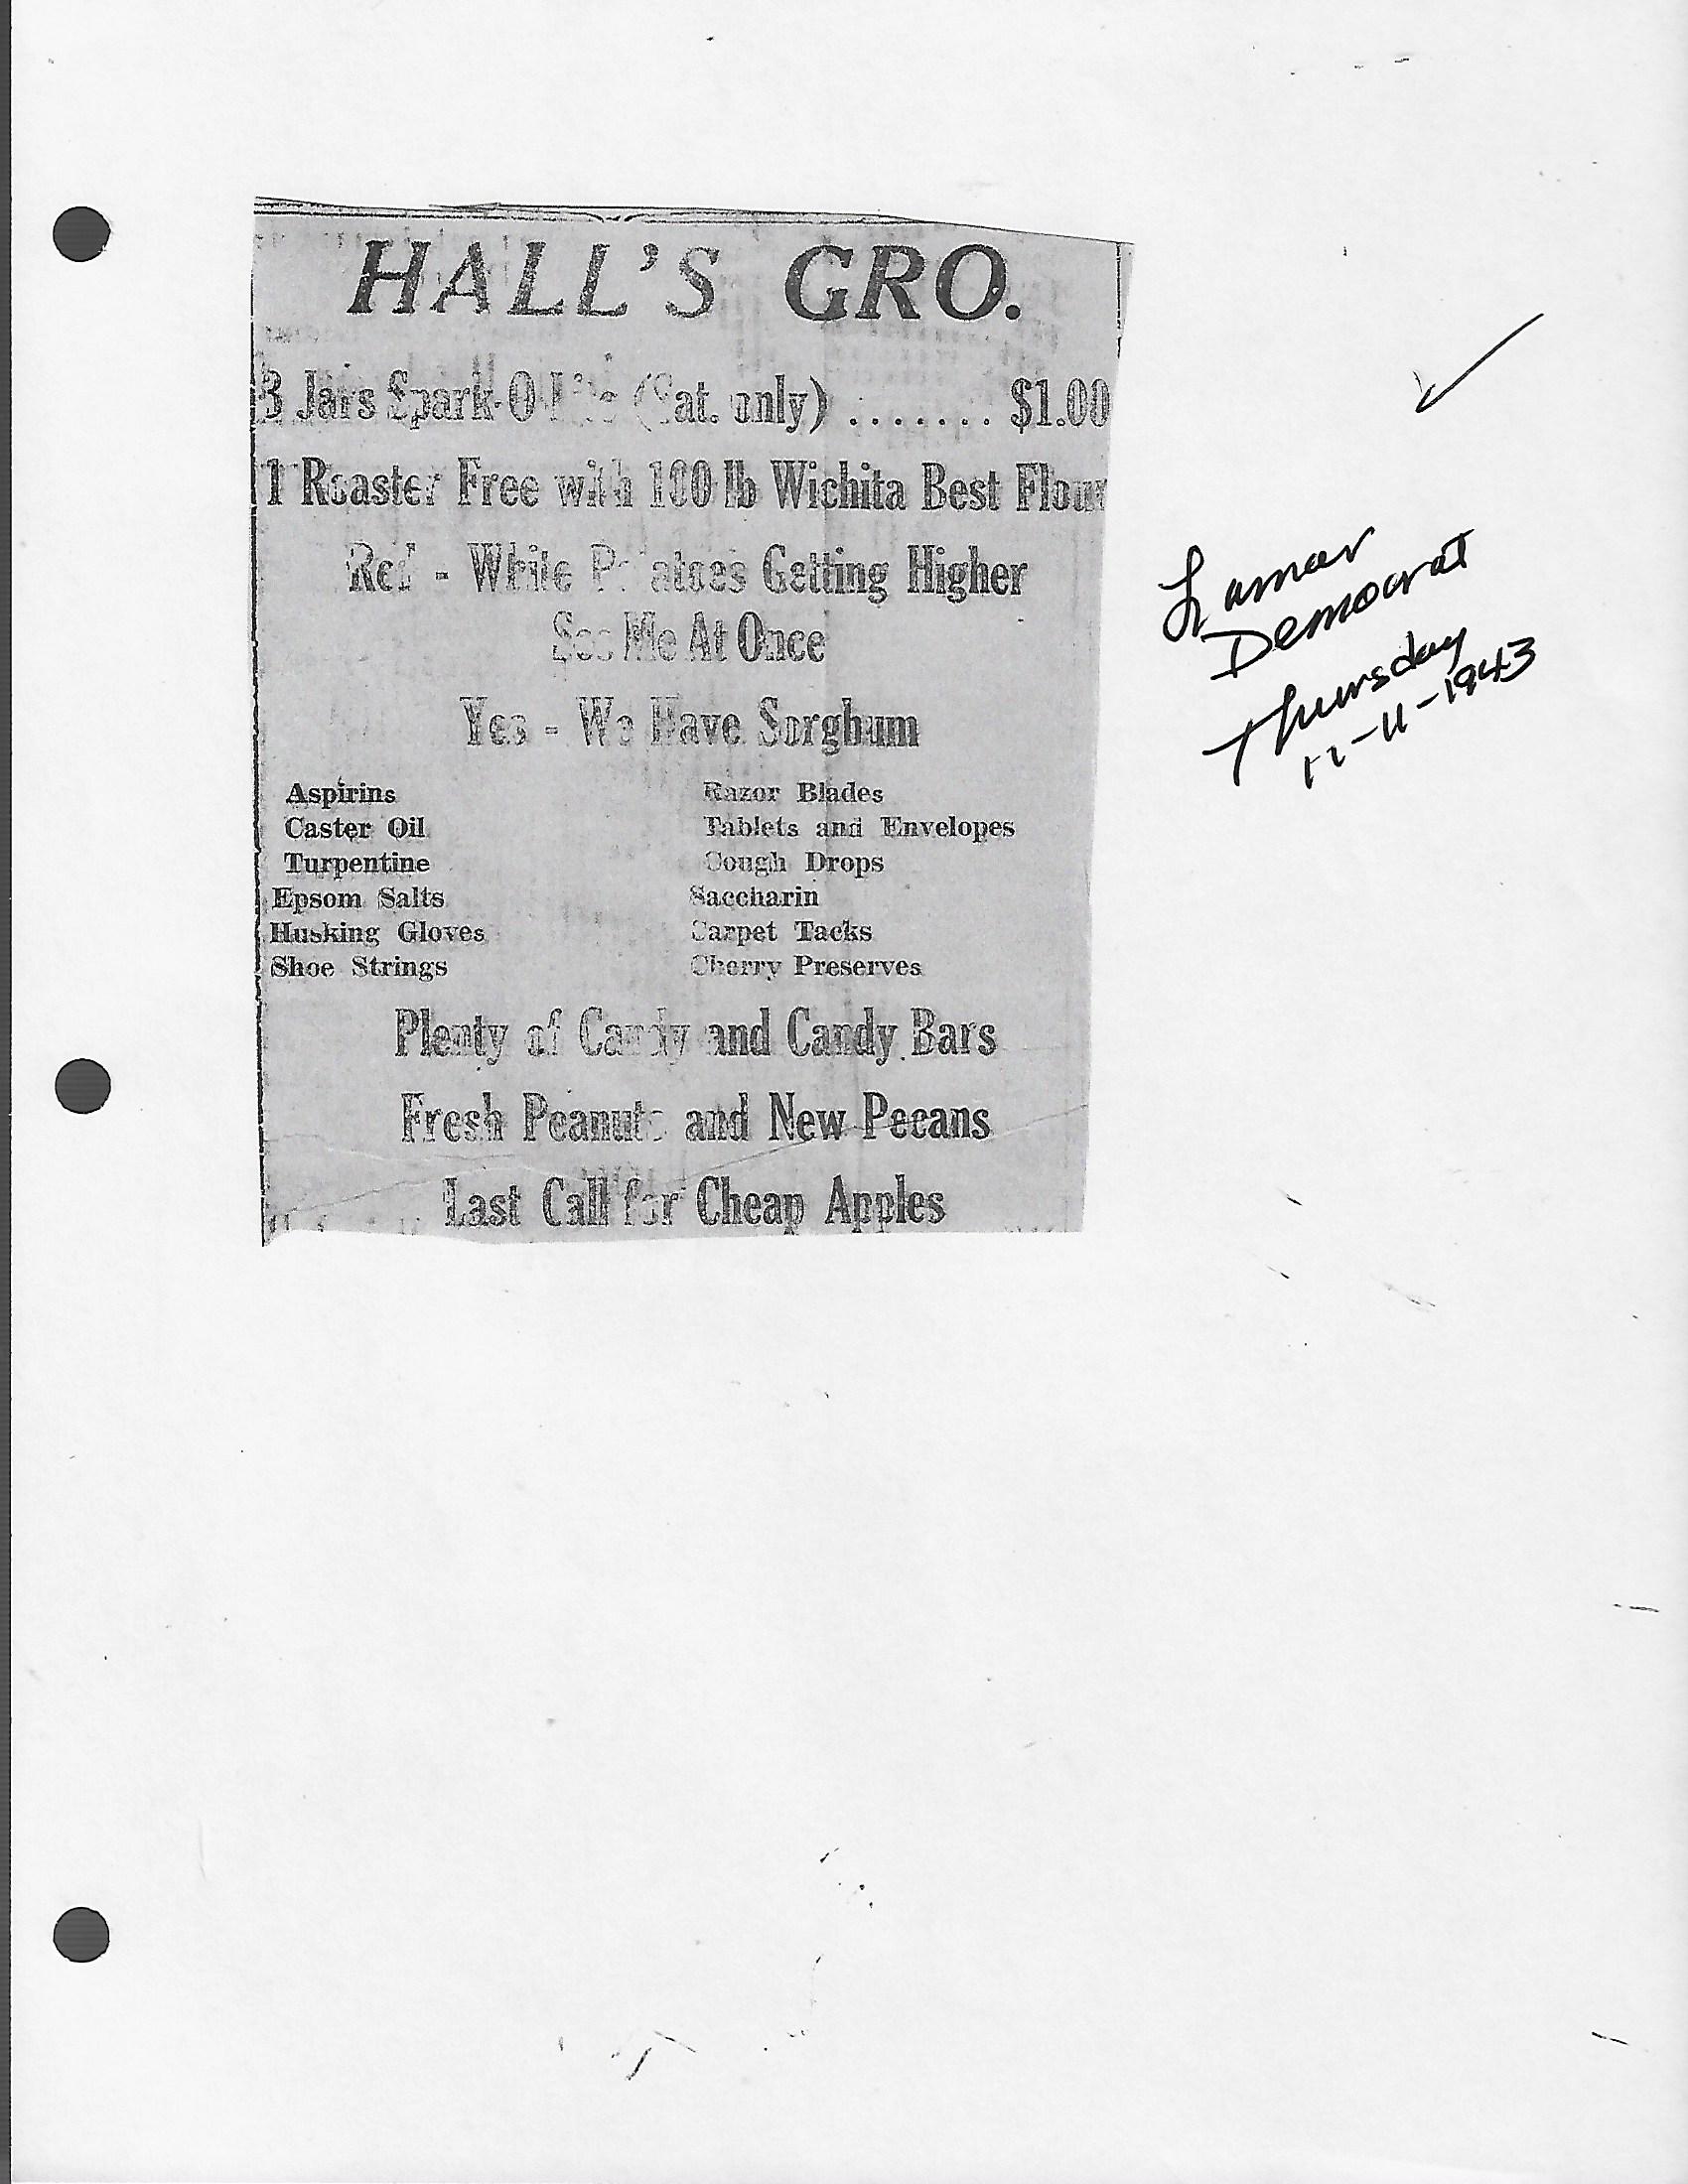 HALL'S GRO.
3 Jars (Sat. only) ....... $1.00
1 Roaster Free with 100 lb Wichita Best Flour
Red - White Potatoes Getting Higher
See Me At Once
Yes - We Have Sorghum
Aspirins
Caster Oil
Turpentine
Epsom Salts
Husking Gloves
Shoe Strings
Razor Blades
Tablets and Envelopes
Cough Drops
Saccharin
Carpet Tacks
Cherry Preserves
Plenty of Candy and Candy Bars
Fresh Peanuts and New Pecans
Last Call for Cheap Apples
Lamar
Democrat
Thursday
11-11-1943